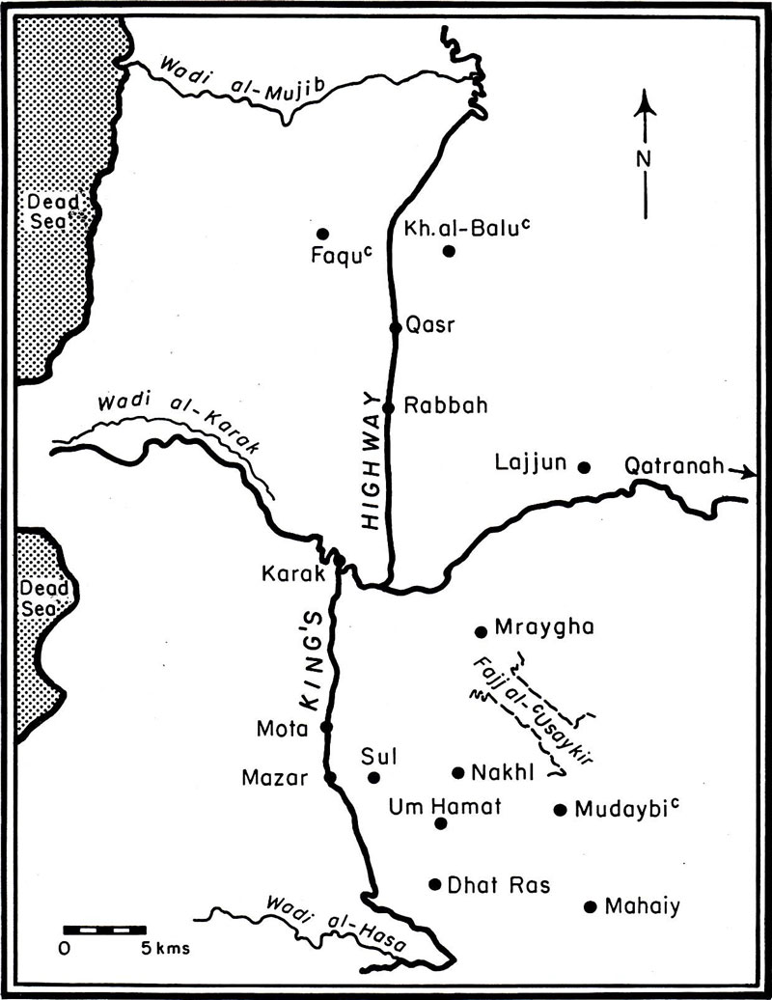 Wadi al-Mujib
N
Dead
Sea
Kh. al-Baluᶜ
Faquᶜ
Qasr
Rabbah
Wadi al-Karak
HIGHWAY
Lajjun
Qatranah
Karak
Dead
Sea
Mraygha
KING'S
Fajj al-ᶜUsaykir
Mota
Sul
Mazar
Nakhl
Um Hamat
Mudaybiᶜ
Dhat Ras
Mahaiy
Wadi al-Hasa
0 5 kms